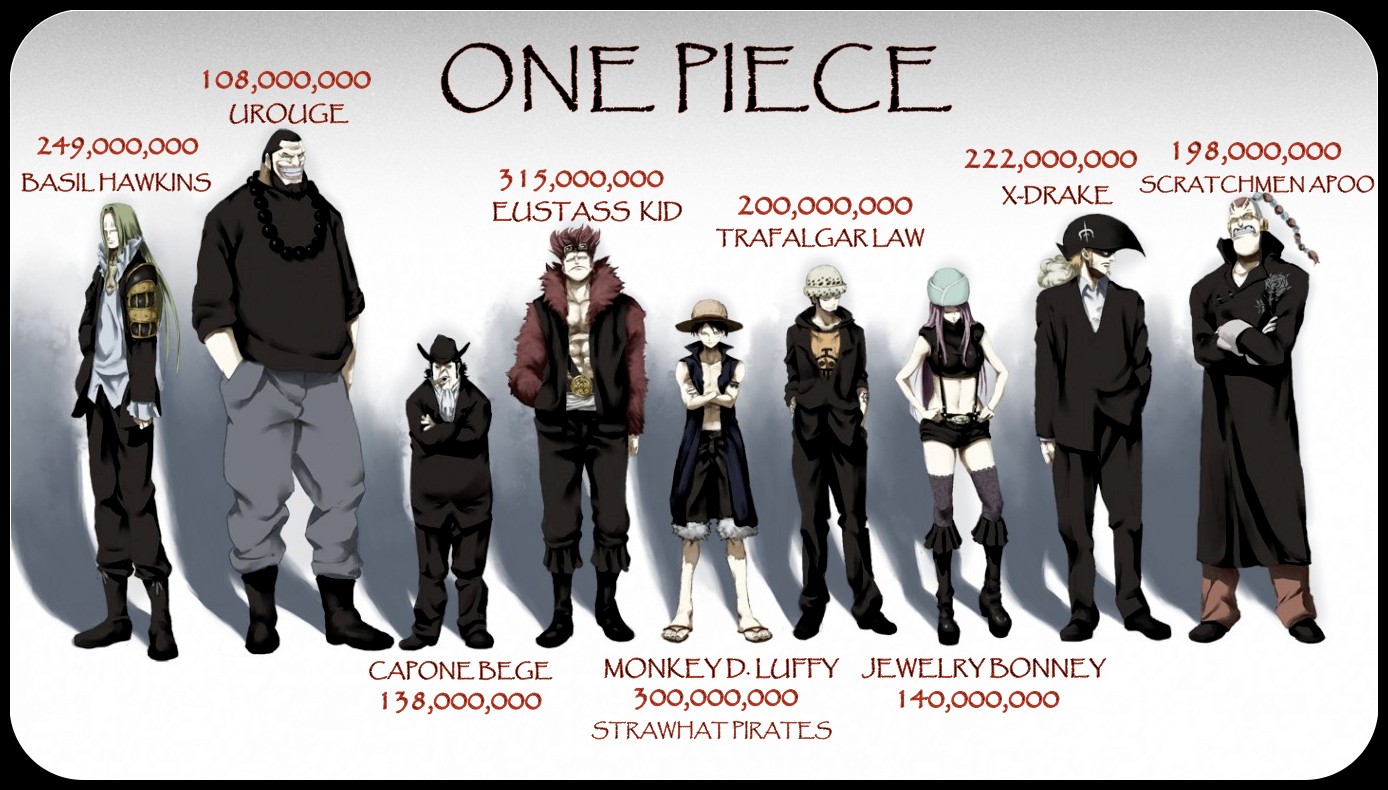 ONE PIECE
249,000,000
BASIL HAWKINS
108,000,000
UROUGE
315,000,000
EUSTASS KID
200,000,000
TRAFALGAR LAW
222,000,000
X-DRAKE
198,000,000
SCRATCHMEN APOO
CAPONE BEGE
138,000,000
MONKEY D. LUFFY
300,000,000
STRAWHAT PIRATES
JEWELRY BONNEY
140,000,000